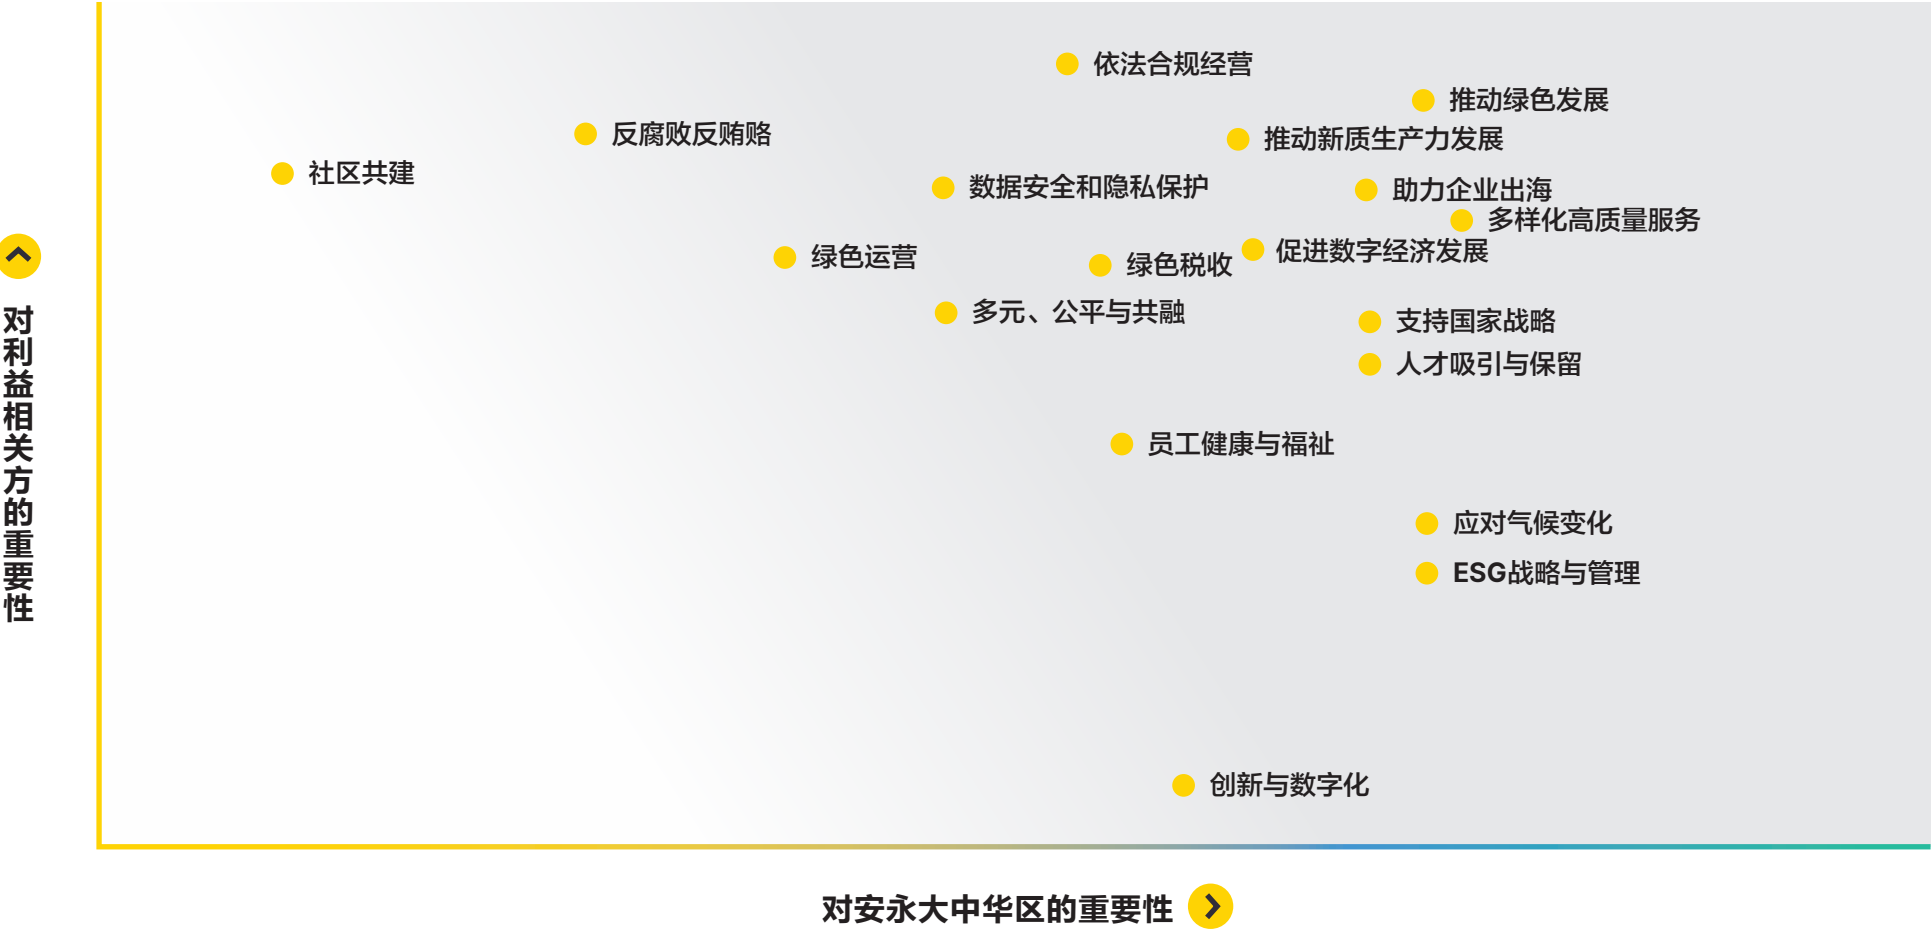 依法合规经营
推动绿色发展
反腐败反贿赂
推动新质生产力发展
社区共建
数据安全和隐私保护
助力企业出海
多样化高质量服务
绿色运营
绿色税收
促进数字经济发展
多元、公平与共融
支持国家战略
人才吸引与保留
员工健康与福祉
应对气候变化
ESG战略与管理
创新与数字化
对利益相关方的重要性
对安永大中华区的重要性